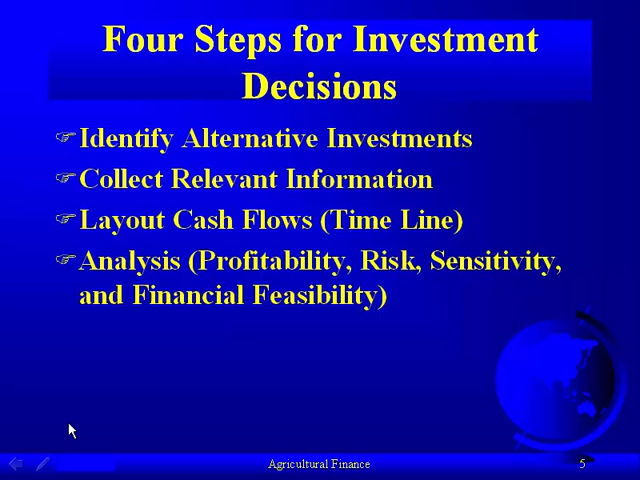 Four Steps for Investment
Decisions
Identify Alternative Investments
Collect Relevant Information
Layout Cash Flows (Time Line)
Analysis (Profitability, Risk, Sensitivity,
and Financial Feasibility)
Agricultural Finance
5